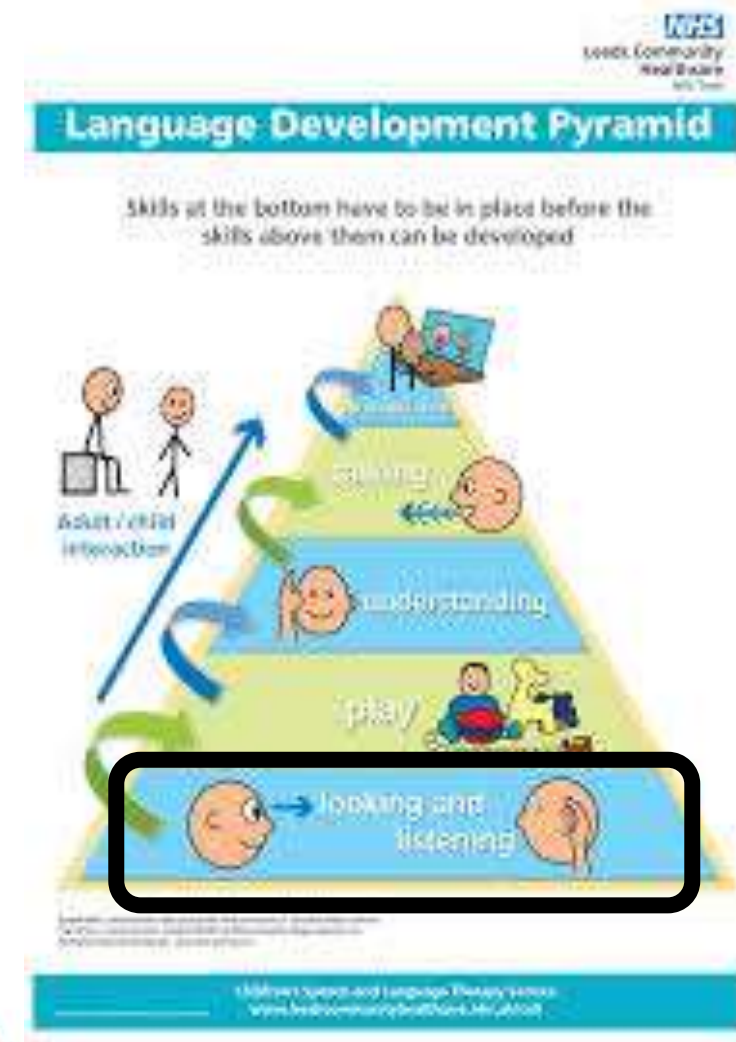 NHS
Leeds Community
Healthcare
NHS Trust
Language Development Pyramid
Skills at the bottom have to be in place before the
skills above them can be developed
talking
Adult / child
interaction
understanding
play
looking and
listening
Children's Speech and Language Therapy Service